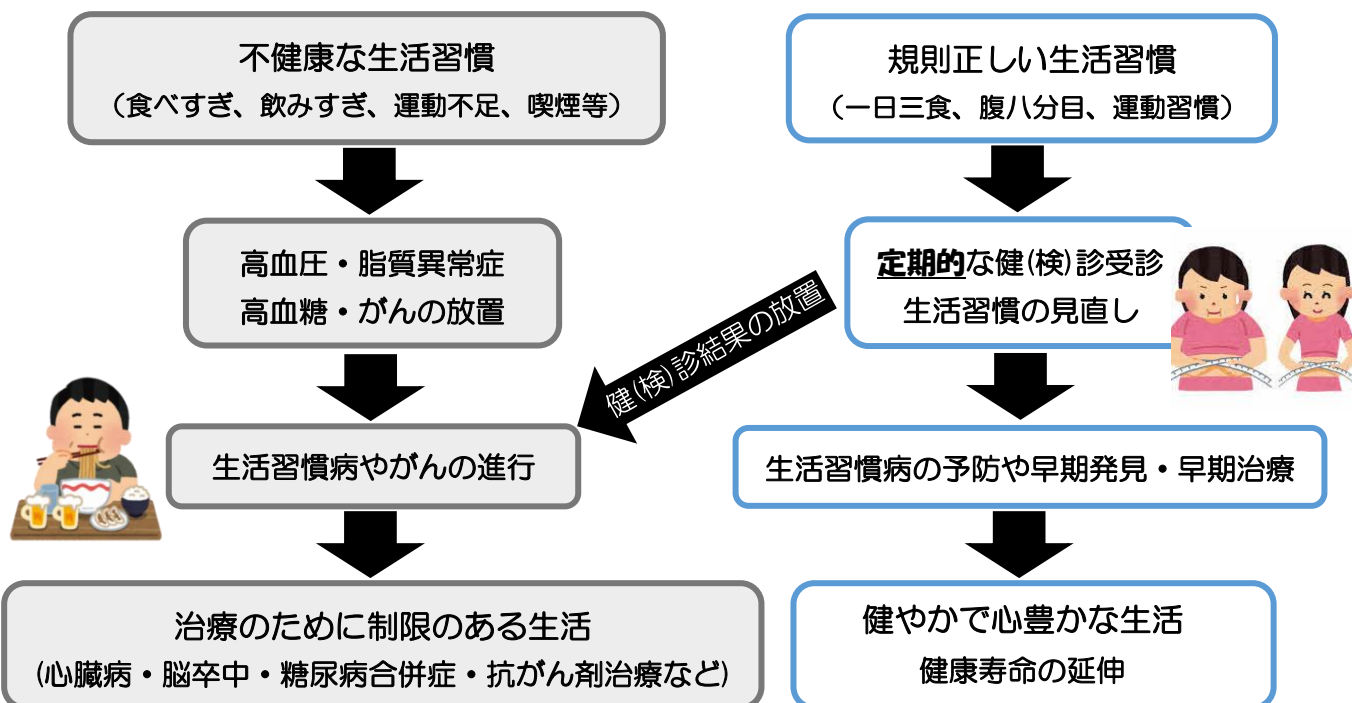 不健康な生活習慣
（食べすぎ、飲みすぎ、運動不足、喫煙等）
高血圧・脂質異常症
高血糖・がんの放置
生活習慣病やがんの進行
治療のために制限のある生活
(心臓病・脳卒中・糖尿病合併症・抗がん剤治療など)
健(検)診結果の放置
規則正しい生活習慣
（一日三食、腹八分目、運動習慣）
定期的な健(検)診受診
生活習慣の見直し
生活習慣病の予防や早期発見・早期治療
健やかで心豊かな生活
健康寿命の延伸